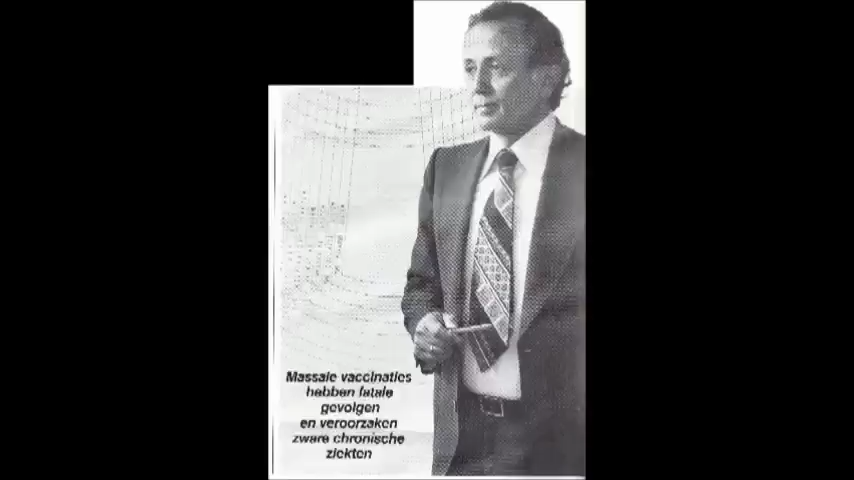 Massale vaccinaties
hebben fatale
gevolgen
en veroorzaken
zware chronische
ziekten